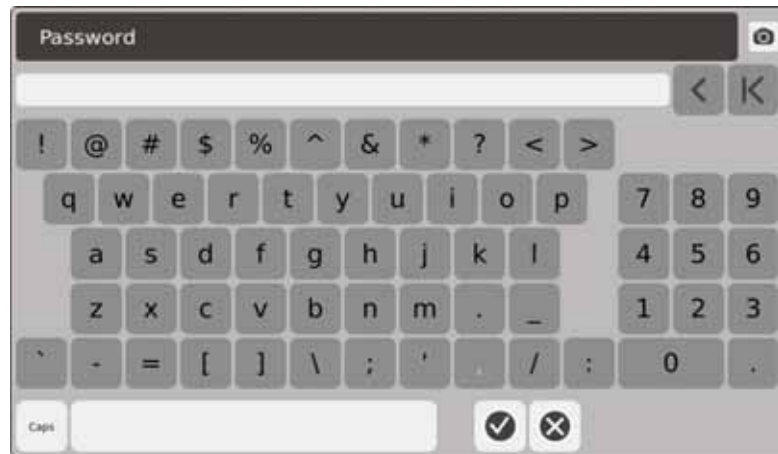 Password
! @ # $ % ^ & * ? < >
q w e r t y u i o p 7 8 9
a s d f g h j k l 4 5 6
z x c v b n m . _ 1 2 3
` - = [ ] \ ; ' , / : 0 .
Caps